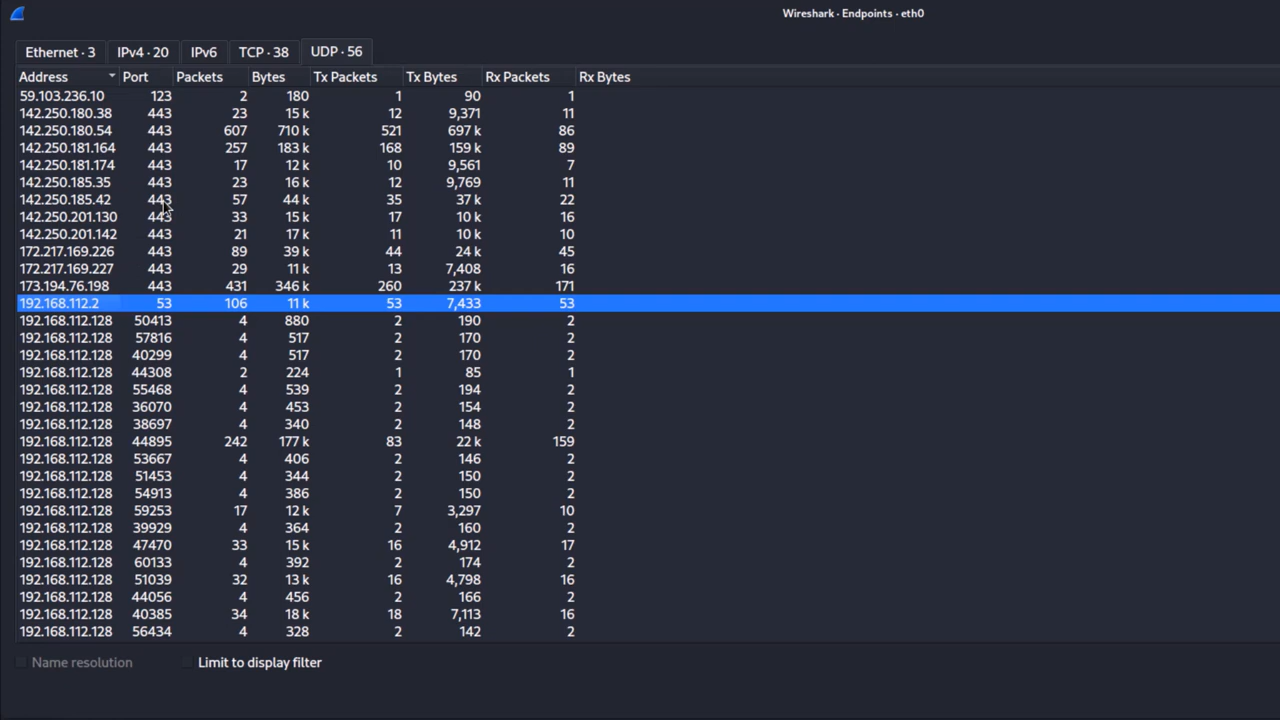 Wireshark · Endpoints · eth0
Ethernet · 3 IPv4 · 20 IPv6 TCP · 38 UDP · 56
Address Port Packets Bytes Tx Packets Tx Bytes Rx Packets Rx Bytes
59.103.236.10 123 2 180 1 90 1
142.250.180.38 443 23 15 k 12 9,371 11
142.250.180.54 443 607 710 k 521 697 k 86
142.250.181.164 443 257 183 k 168 159 k 89
142.250.181.174 443 17 12 k 10 9,561 7
142.250.185.35 443 23 16 k 12 9,769 11
142.250.185.42 443 57 44 k 35 37 k 22
142.250.201.130 443 33 15 k 17 10 k 16
142.250.201.142 443 21 17 k 11 10 k 10
172.217.169.226 443 89 39 k 44 24 k 45
172.217.169.227 443 29 11 k 13 7,408 16
173.194.76.198 443 431 346 k 260 237 k 171
192.168.112.2 53 106 11 k 53 7,433 53
192.168.112.128 50413 4 880 2 190 2
192.168.112.128 57816 4 517 2 170 2
192.168.112.128 40299 4 517 2 170 2
192.168.112.128 44308 2 224 1 85 1
192.168.112.128 55468 4 539 2 194 2
192.168.112.128 36070 4 453 2 154 2
192.168.112.128 38697 4 340 2 148 2
192.168.112.128 44895 242 177 k 83 22 k 159
192.168.112.128 53667 4 406 2 146 2
192.168.112.128 51453 4 344 2 150 2
192.168.112.128 54913 4 386 2 150 2
192.168.112.128 59253 17 12 k 7 3,297 10
192.168.112.128 39929 4 364 2 160 2
192.168.112.128 47470 33 15 k 16 4,912 17
192.168.112.128 60133 4 392 2 174 2
192.168.112.128 51039 32 13 k 16 4,798 16
192.168.112.128 44056 4 456 2 166 2
192.168.112.128 40385 34 18 k 18 7,113 16
192.168.112.128 56434 4 328 2 142 2
Name resolution Limit to display filter